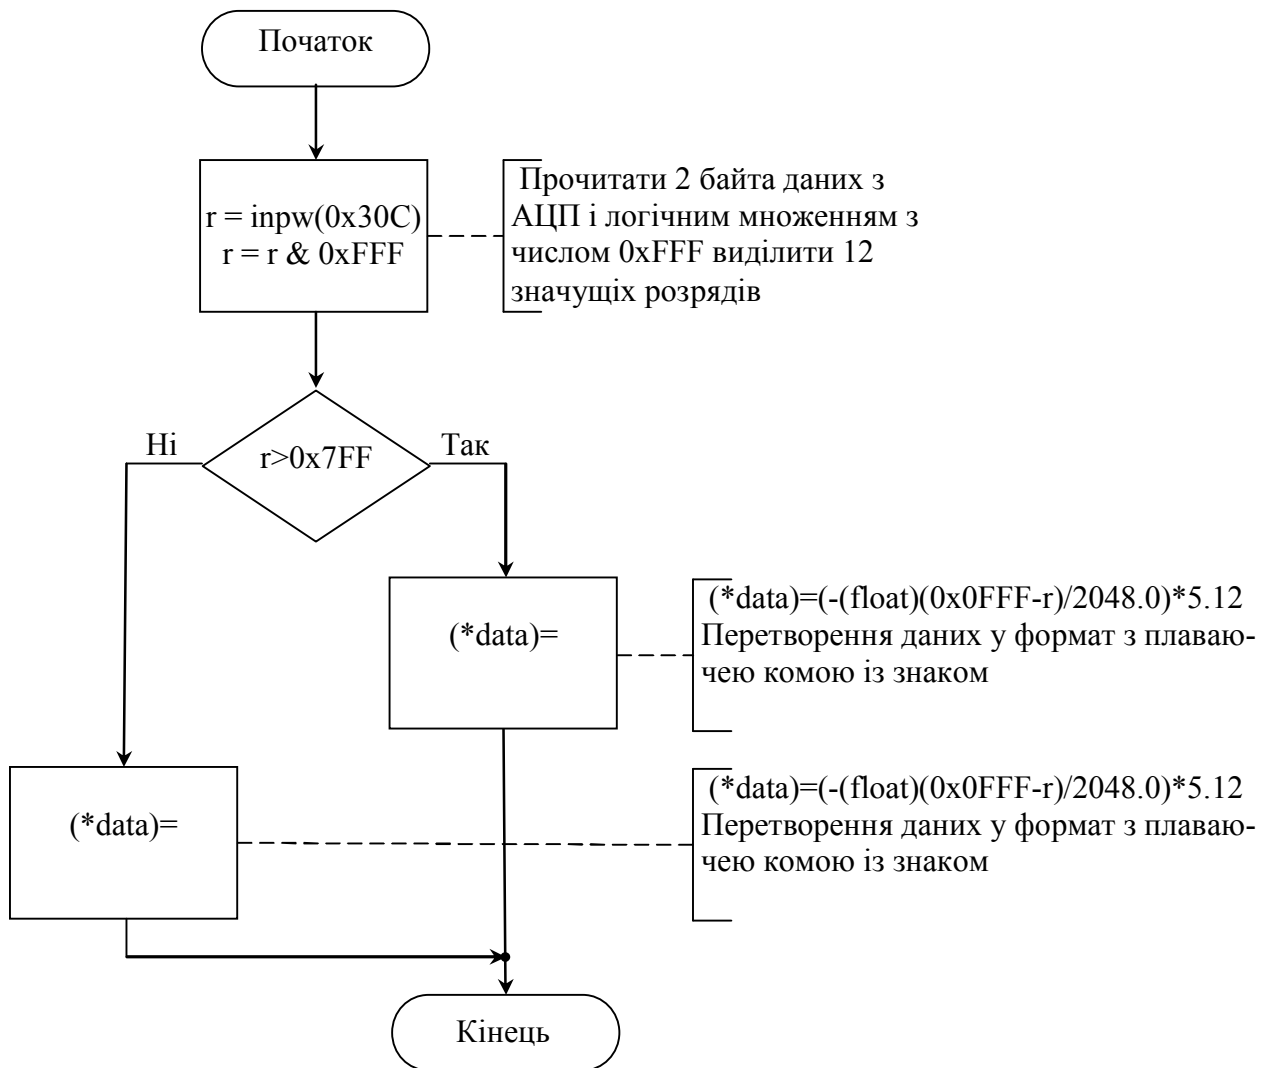 Початок
r = inpw(0x30C)
r = r & 0xFFF
Прочитати 2 байта даних з
АЦП і логічним множенням з
числом 0xFFF виділити 12
значущіх розрядів
Ні
r>0x7FF
Так
(*data)=
(*data)=(-(float)(0x0FFF-r)/2048.0)*5.12
Перетворення даних у формат з плаваю-
чею комою із знаком
(*data)=
(*data)=(-(float)(0x0FFF-r)/2048.0)*5.12
Перетворення даних у формат з плаваю-
чею комою із знаком
Кінець